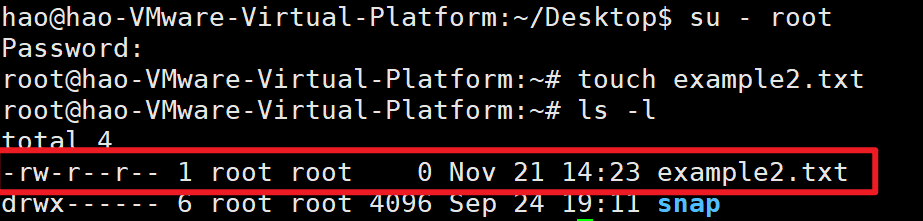 hao@hao-VMware-Virtual-Platform:~/Desktop$ su - root
Password:
root@hao-VMware-Virtual-Platform:~# touch example2.txt
root@hao-VMware-Virtual-Platform:~# ls -l
total 4
-rw-r--r-- 1 root root    0 Nov 21 14:23 example2.txt
drwx------ 6 root root 4096 Sep 24 19:11 snap